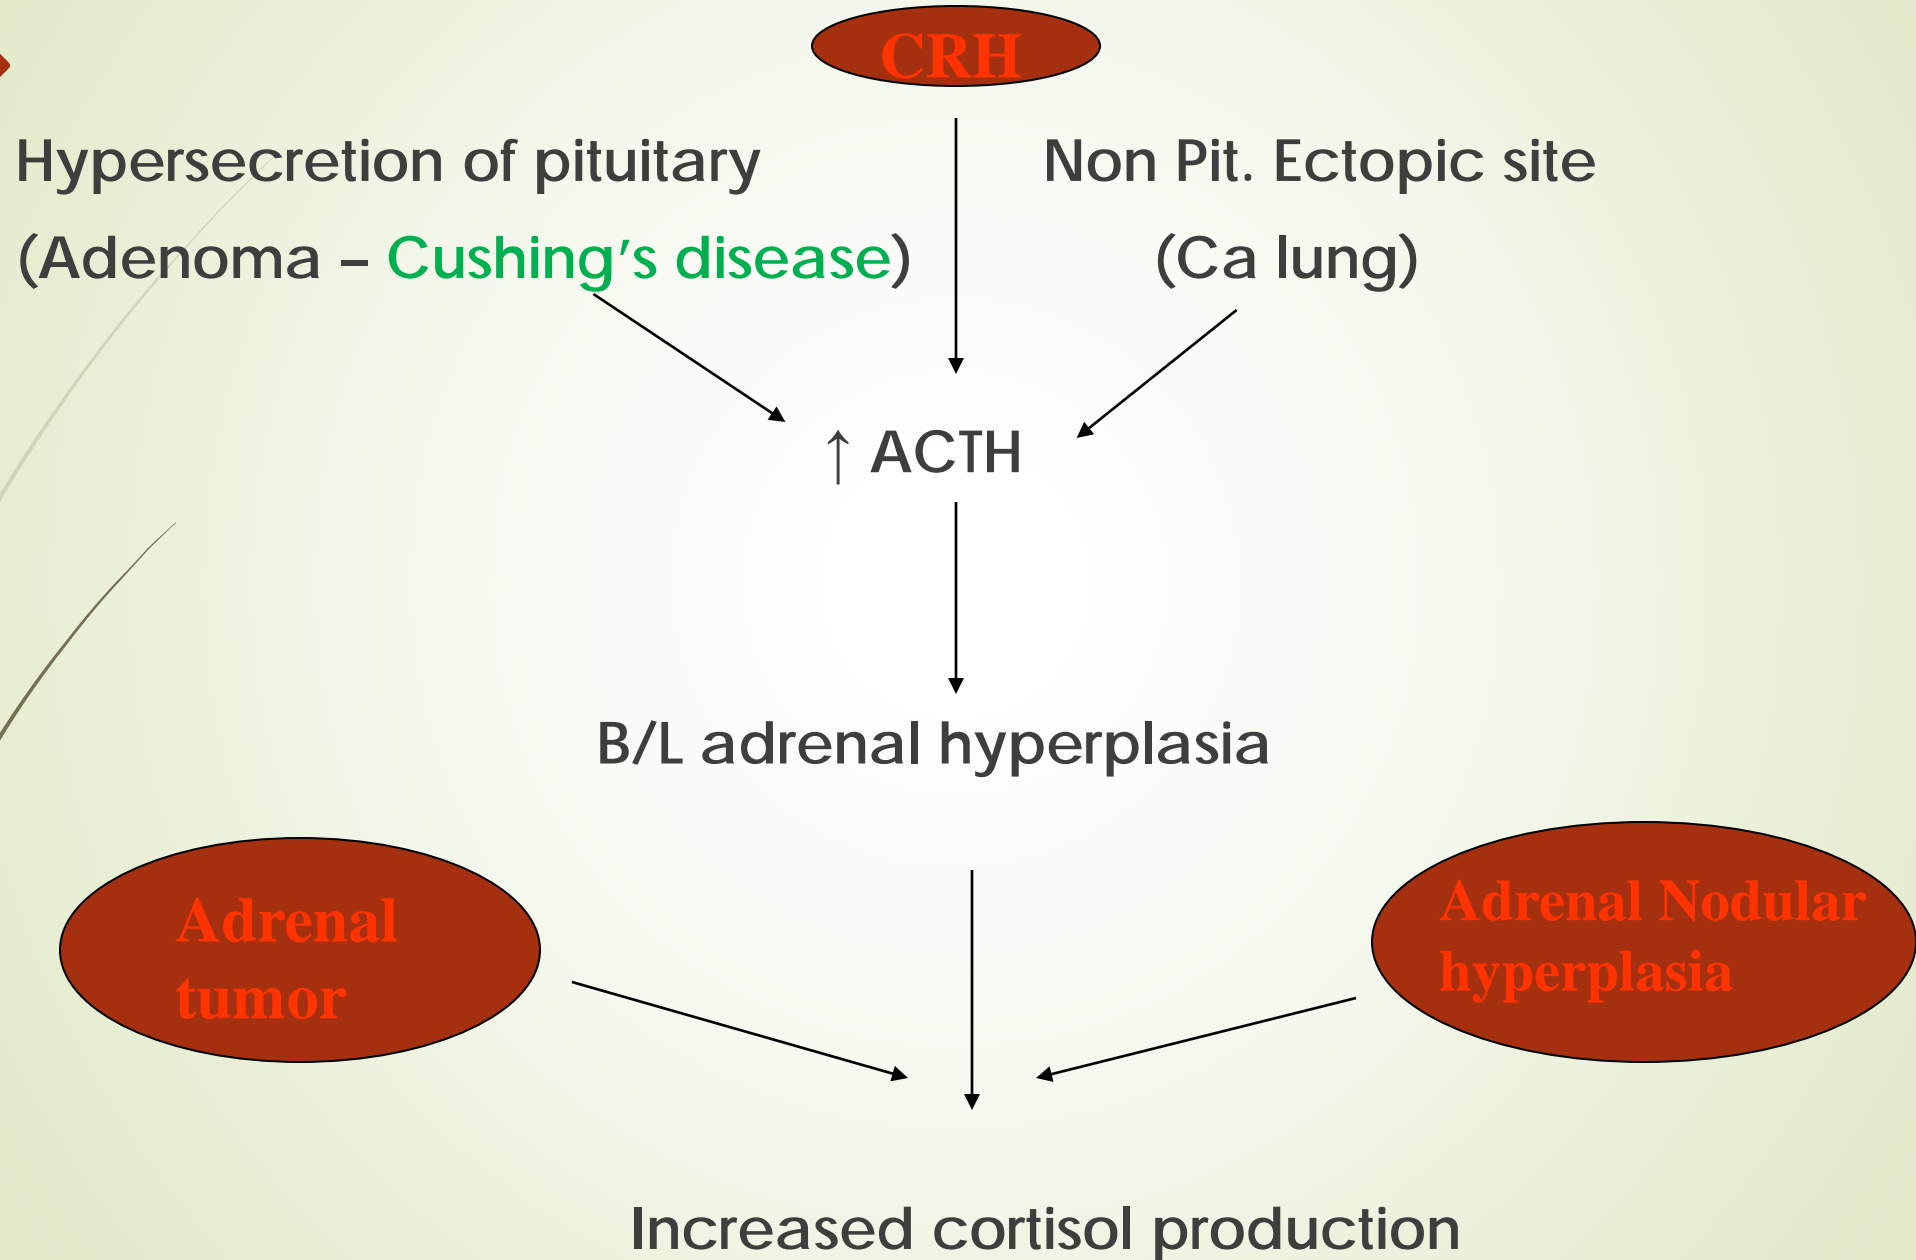 CRH
Hypersecretion of pituitary
(Adenoma – Cushing’s disease)
Non Pit. Ectopic site
(Ca lung)
↑ ACTH
B/L adrenal hyperplasia
Adrenal
tumor
Adrenal Nodular
hyperplasia
Increased cortisol production